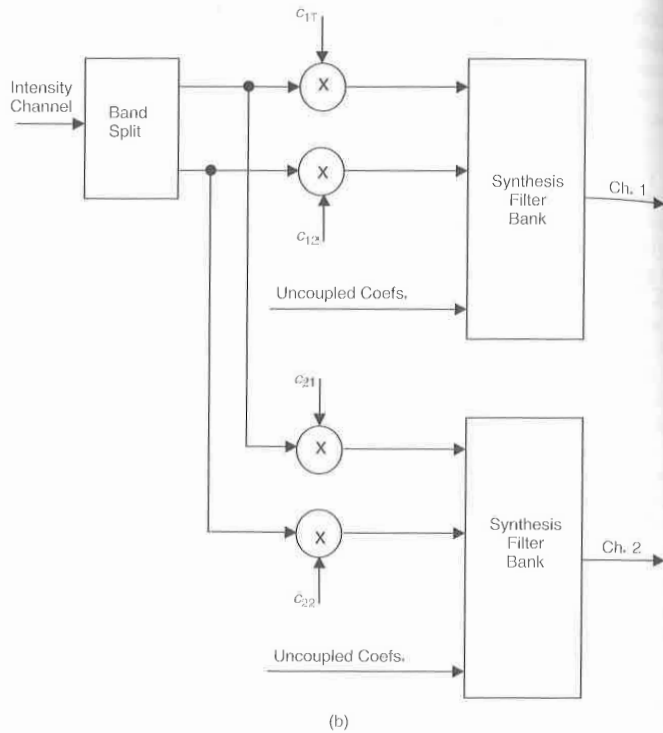 c11
Intensity
Channel
Band
Split
X
X
c12
Synthesis
Filter
Bank
Ch. 1
Uncoupled Coefs.
c21
X
X
c22
Synthesis
Filter
Bank
Ch. 2
Uncoupled Coefs.
(b)